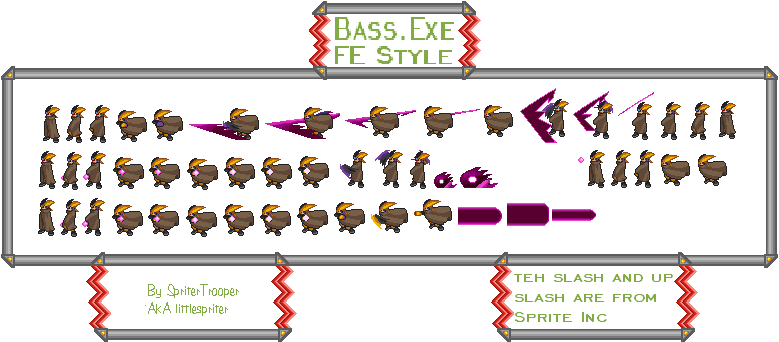 Bass.Exe
FE Style
By SpriterTrooper
AkA littlespriter
teh slash and up
slash are from
Sprite Inc